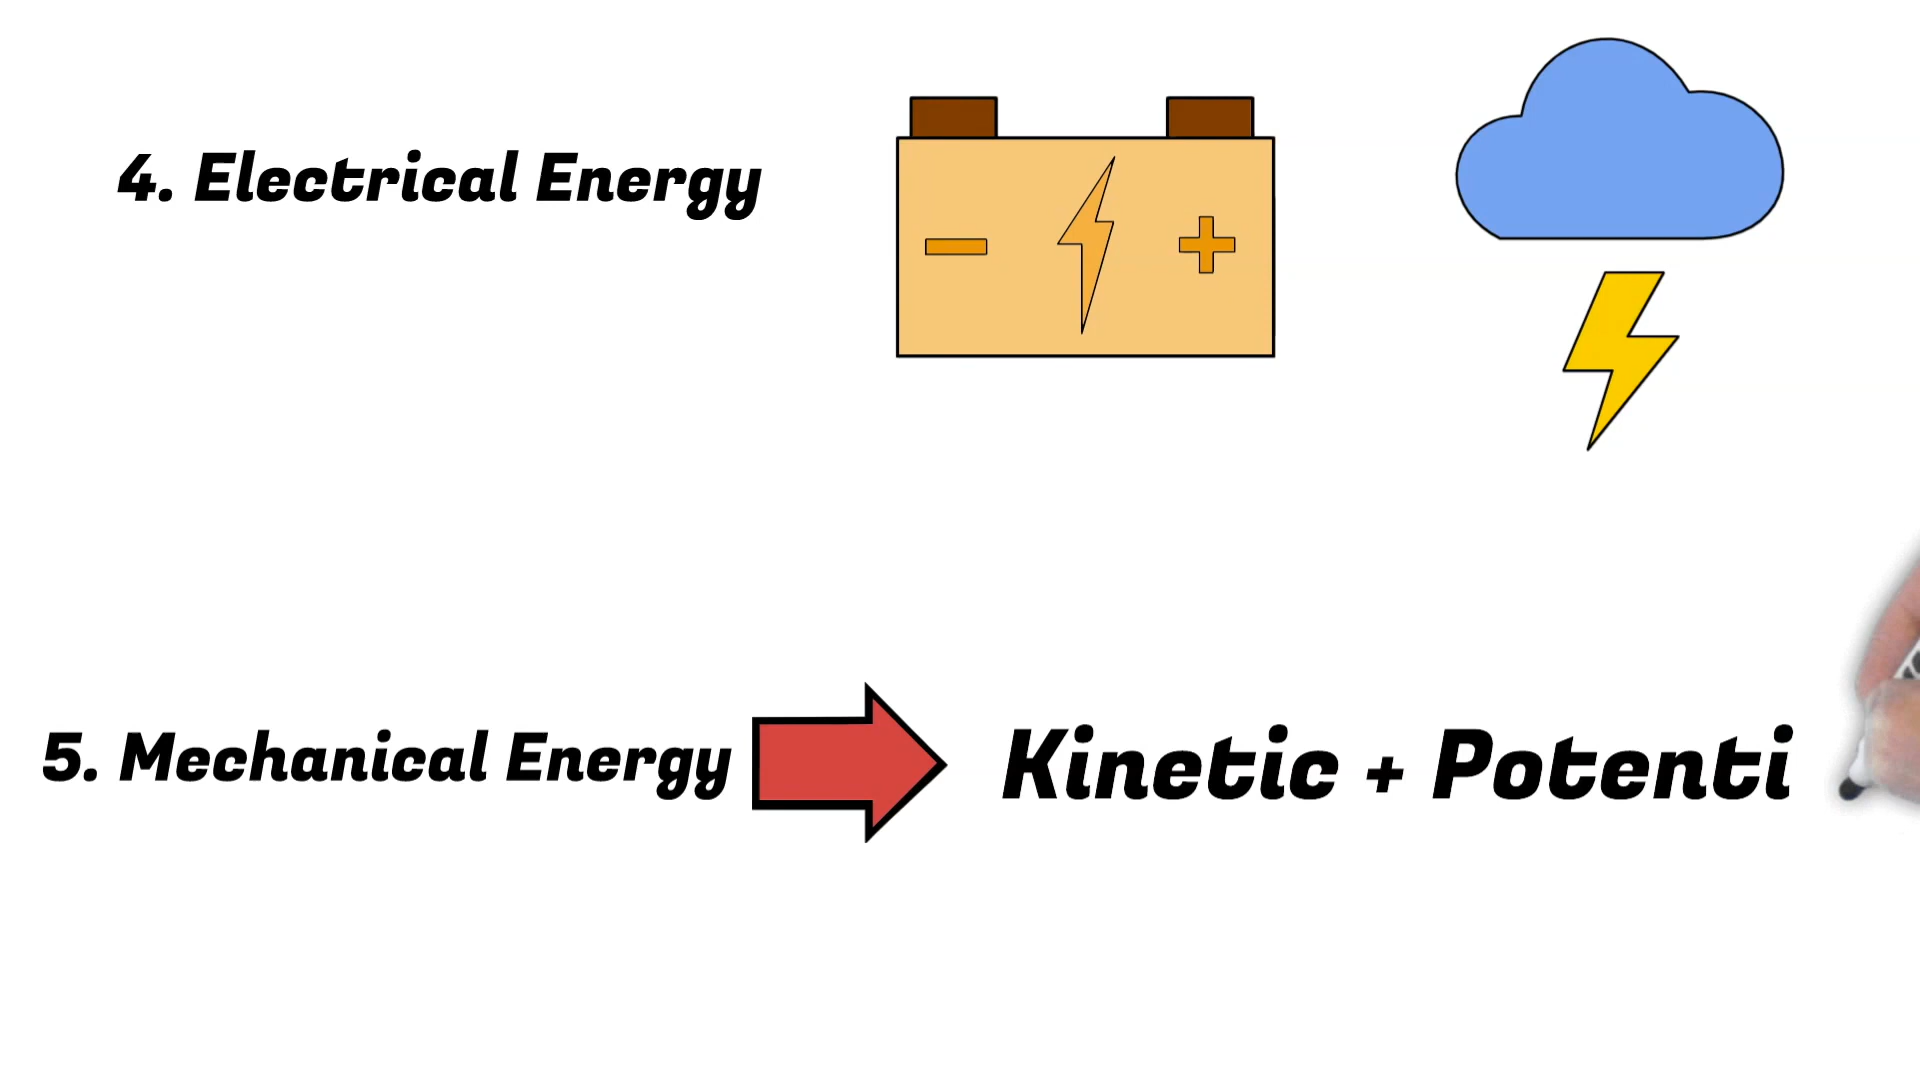 4. Electrical Energy
5. Mechanical Energy
Kinetic + Potenti